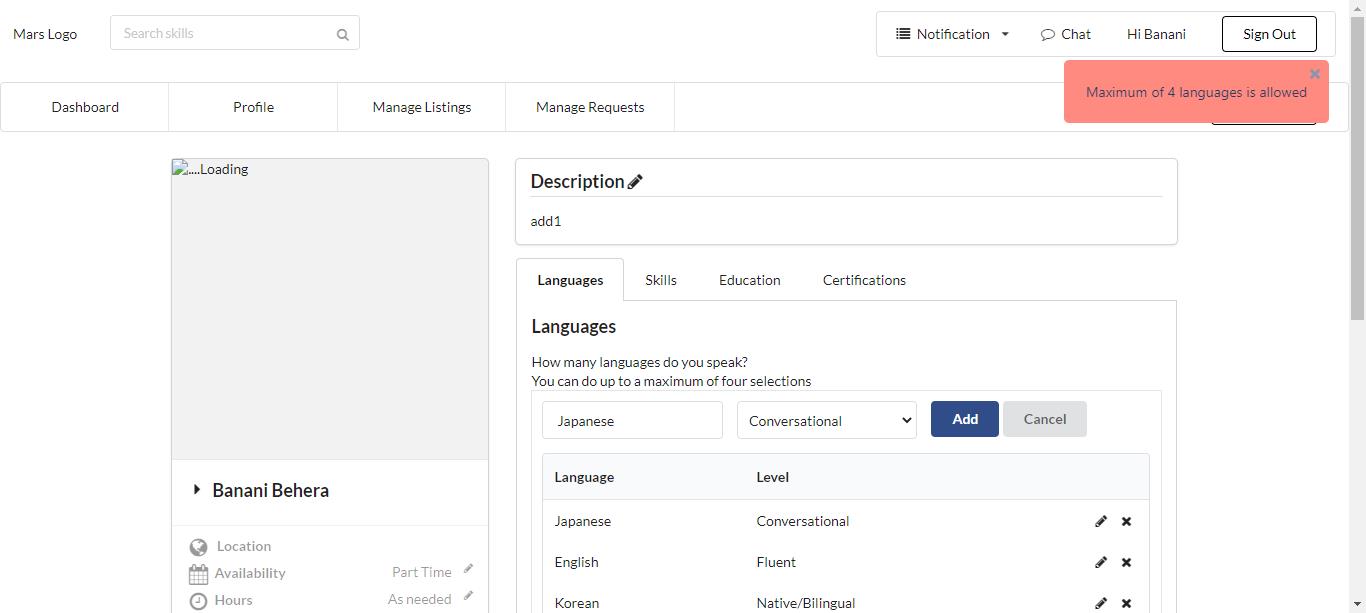 Mars Logo
Search skills
Notification
Chat
Hi Banani
Sign Out
Maximum of 4 languages is allowed
Dashboard
Profile
Manage Listings
Manage Requests
....Loading
Description
add1
Languages
Skills
Education
Certifications
Languages
How many languages do you speak?
You can do up to a maximum of four selections
Japanese
Conversational
Add
Cancel
Language Level
Japanese Conversational
English Fluent
Korean Native/Bilingual
Banani Behera
Location
Availability Part Time
Hours As needed